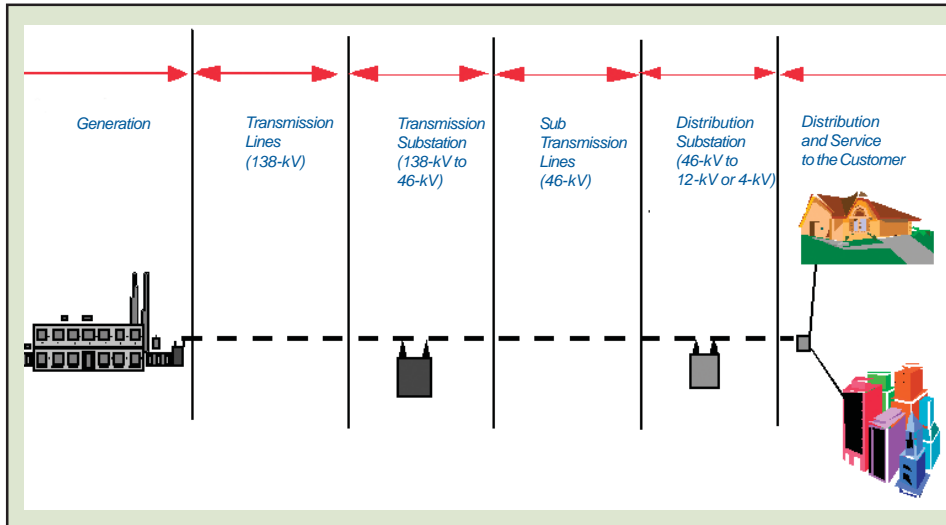 Generation
Transmission
Lines
(138-kV)
Transmission
Substation
(138-kV to
46-kV)
Sub
Transmission
Lines
(46-kV)
Distribution
Substation
(46-kV to
12-kV or 4-kV)
Distribution
and Service
to the Customer